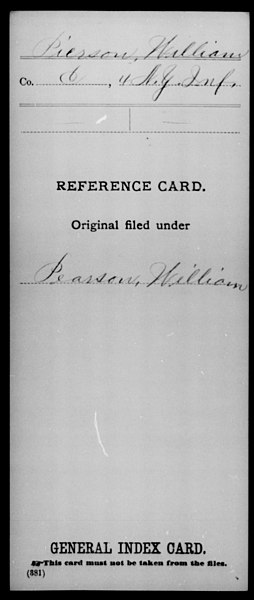 Pierson, William
Co. , 4 N.Y. Inf.
REFERENCE CARD.
Original filed under
Pearson, William
GENERAL INDEX CARD.
☞This card must not be taken from the files.
(381)